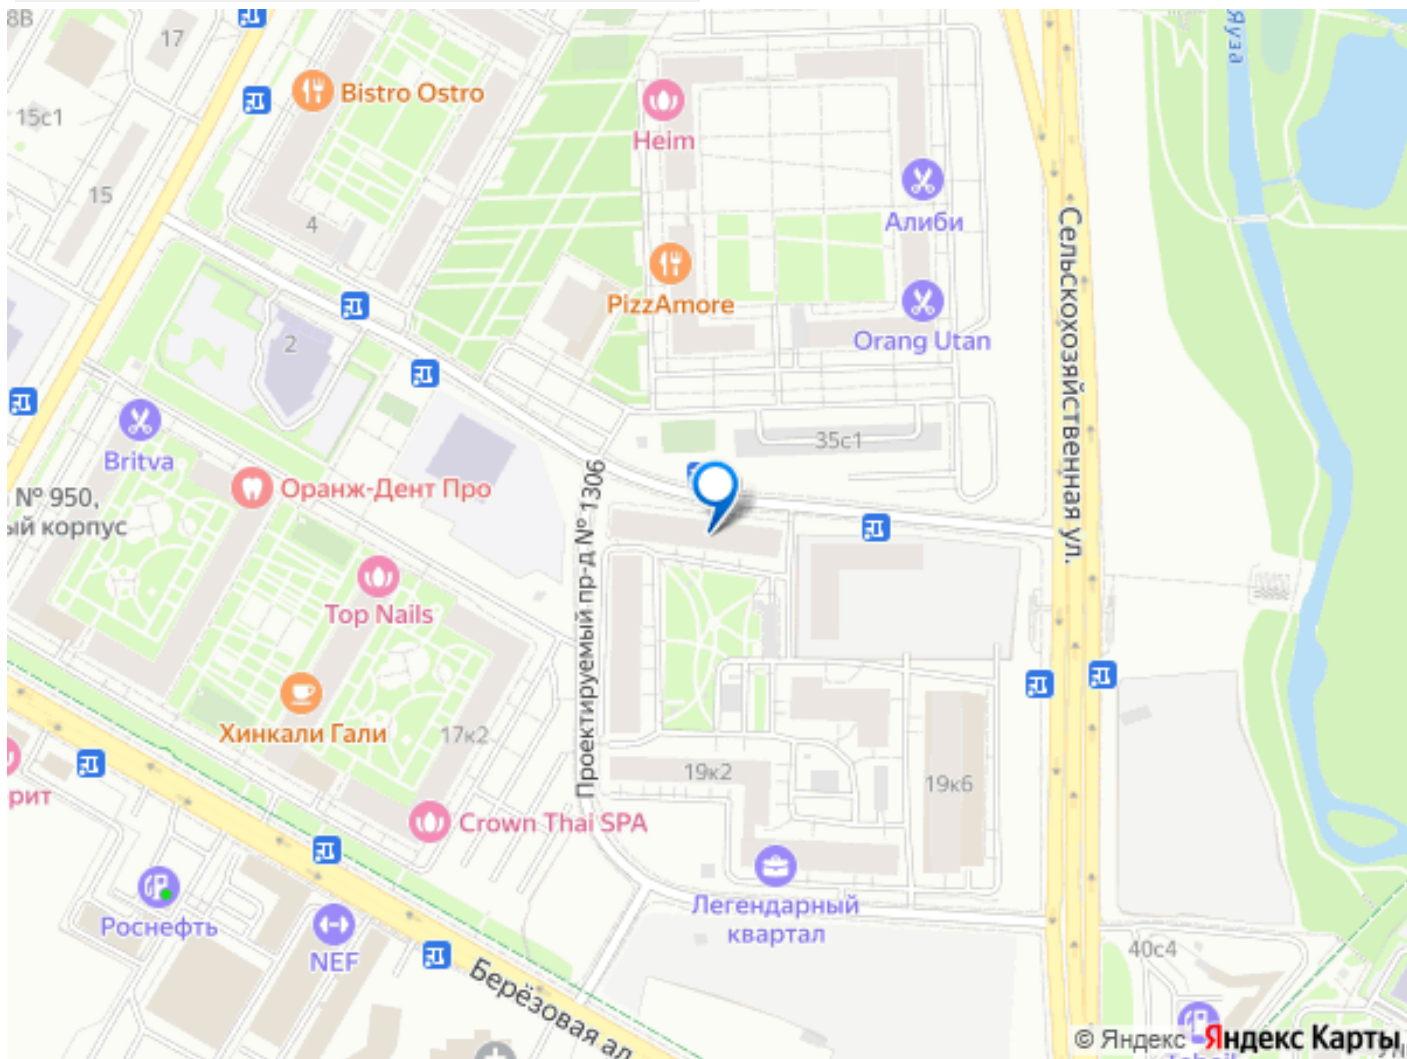 8В
17
Bistro Ostro
15с1
Heim
Яуза
15
4
Алиби
PizzAmore
Orang Utan
2
Сельскохозяйственная ул.
35с1
Britva
Оранж-Дент Про
№ 950,
ый корпус
Проектируемый пр-д № 1306
Top Nails
Хинкали Гали
17к2
рит
19к2
19к6
Crown Thai SPA
Роснефть
NEF
Легендарный
квартал
Берёзовая ал.
40с4
© Яндекс Яндекс Карты